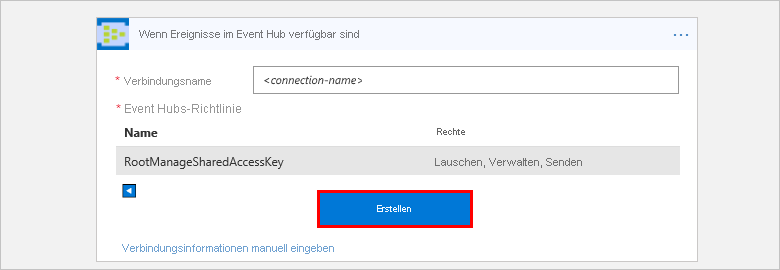 Wenn Ereignisse im Event Hub verfügbar sind
* Verbindungsname <connection-name>
* Event Hubs-Richtlinie
Name Rechte
RootManageSharedAccessKey Lauschen, Verwalten, Senden
Erstellen
Verbindungsinformationen manuell eingeben